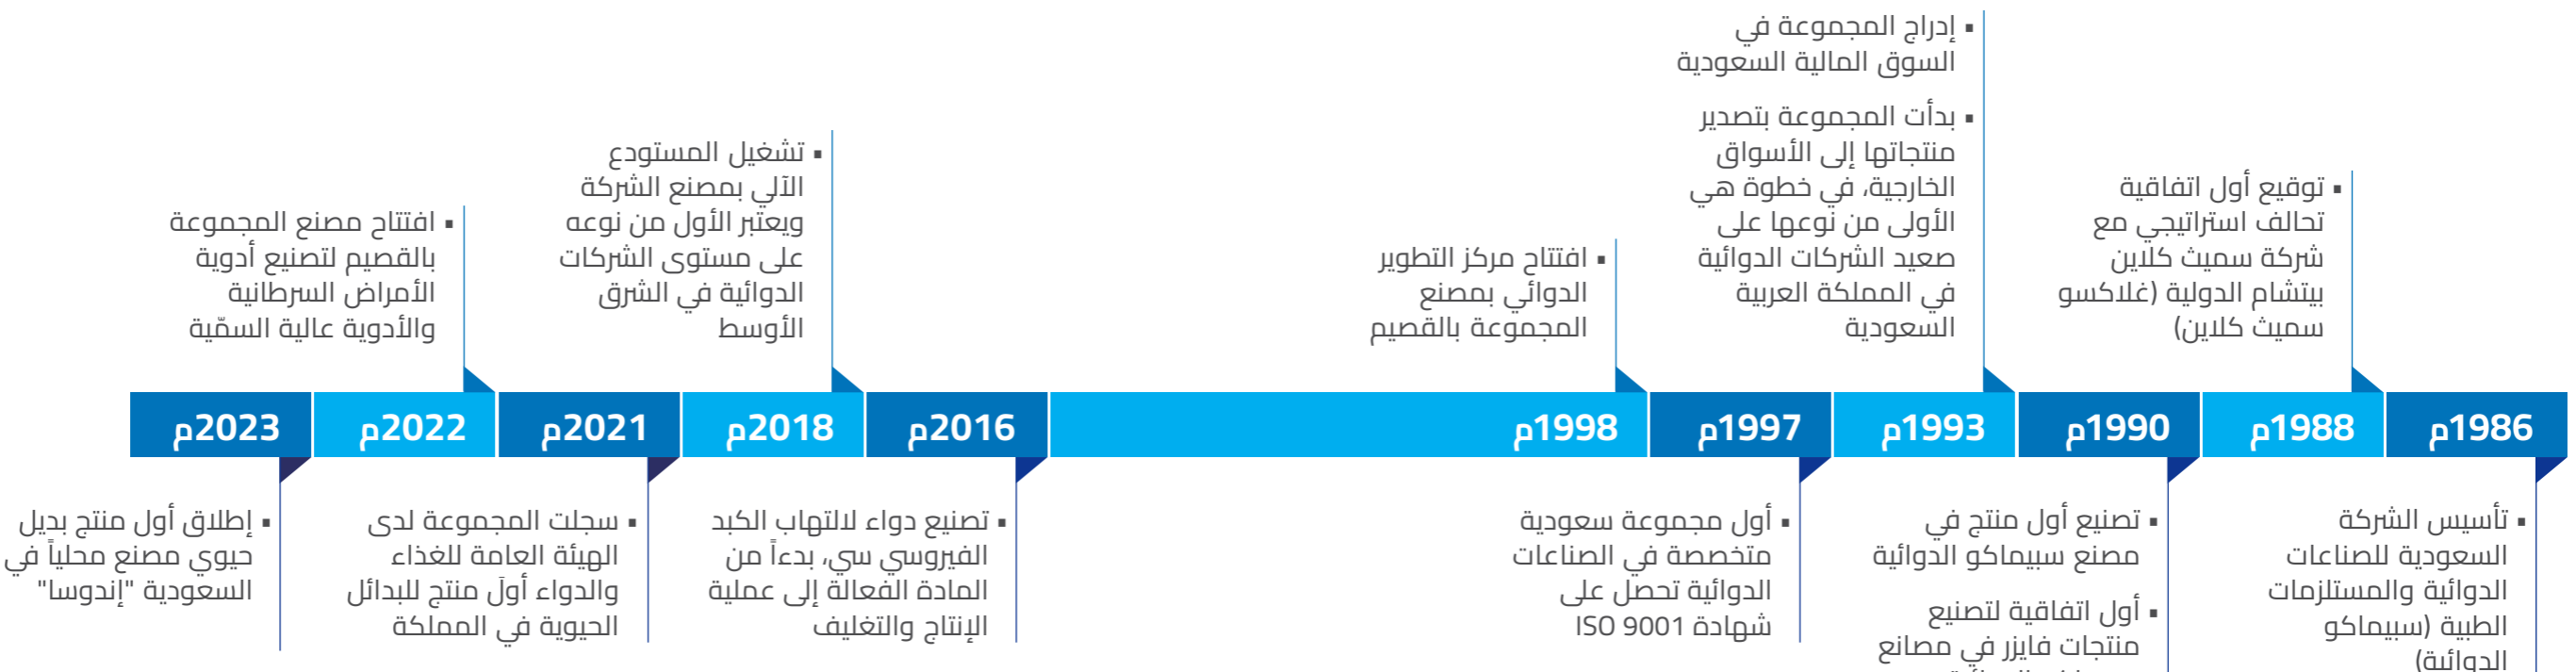 ▪ إدراج المجموعة في
السوق المالية السعودية
▪ بدأت المجموعة بتصدير
منتجاتها إلى الأسواق
الخارجية، في خطوة هي
الأولى من نوعها على
صعيد الشركات الدوائية
في المملكة العربية
السعودية
▪ توقيع أول اتفاقية
تحالف استراتيجي مع
شركة سميث كلاين
بيتشام الدولية (غلاكسو
سميث كلاين)
▪ افتتاح مركز التطوير
الدوائي بمصنع
المجموعة بالقصيم
▪ تشغيل المستودع
الآلي بمصنع الشركة
ويعتبر الأول من نوعه
على مستوى الشركات
الدوائية في الشرق
الأوسط
▪ افتتاح مصنع المجموعة
بالقصيم لتصنيع أدوية
الأمراض السرطانية
والأدوية عالية السمّية
1986م
1988م
1990م
1993م
1997م
1998م
2016م
2018م
2021م
2022م
2023م
▪ تأسيس الشركة
السعودية للصناعات
الدوائية والمستلزمات
الطبية (سبيماكو
الدوائية)
▪ تصنيع أول منتج في
مصنع سبيماكو الدوائية
▪ أول اتفاقية لتصنيع
منتجات فايزر في مصانع
▪ أول مجموعة سعودية
متخصصة في الصناعات
الدوائية تحصل على
شهادة ISO 9001
▪ تصنيع دواء لالتهاب الكبد
الفيروسي سي، بدءاً من
المادة الفعالة إلى عملية
الإنتاج والتغليف
▪ سجلت المجموعة لدى
الهيئة العامة للغذاء
والدواء أولَ منتج للبدائل
الحيوية في المملكة
▪ إطلاق أول منتج بديل
حيوي مصنع محلياً في
السعودية "إندوسا"